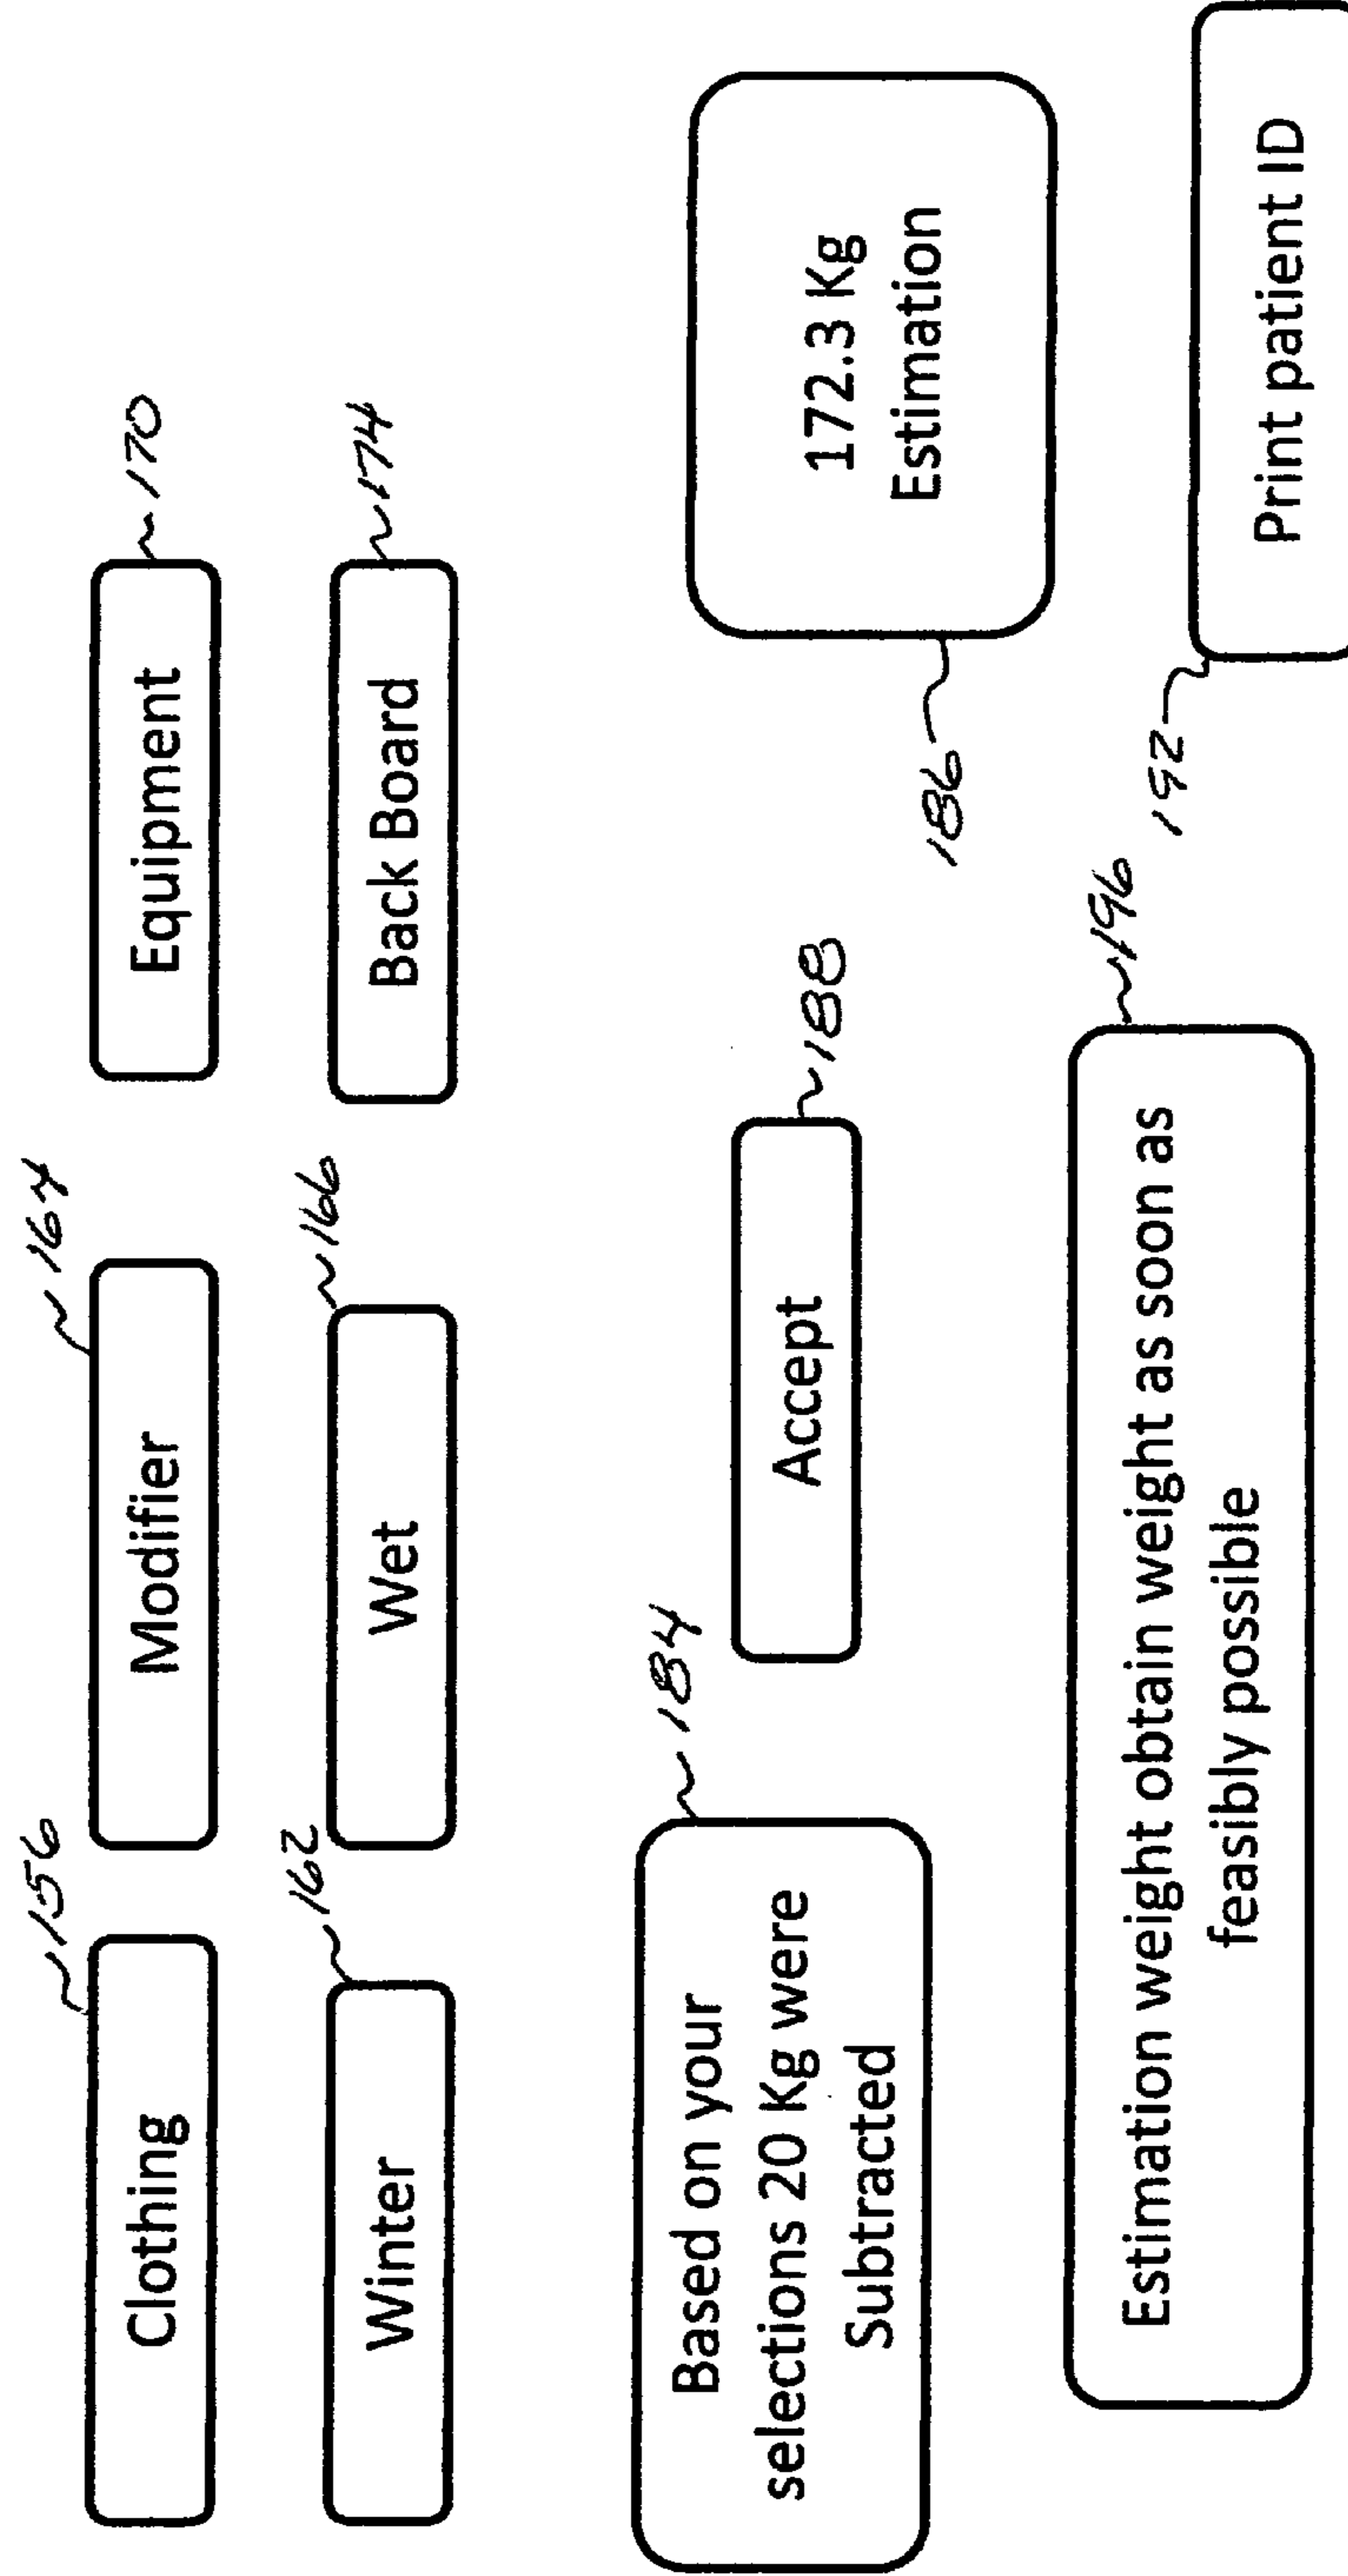 156
164
Clothing
Modifier
Equipment
170
162
166
Winter
Wet
Back Board
174
184
Based on your
selections 20 Kg were
Subtracted
Accept
188
172.3 Kg
Estimation
186
196
Estimation weight obtain weight as soon as
feasibly possible
192
Print patient ID